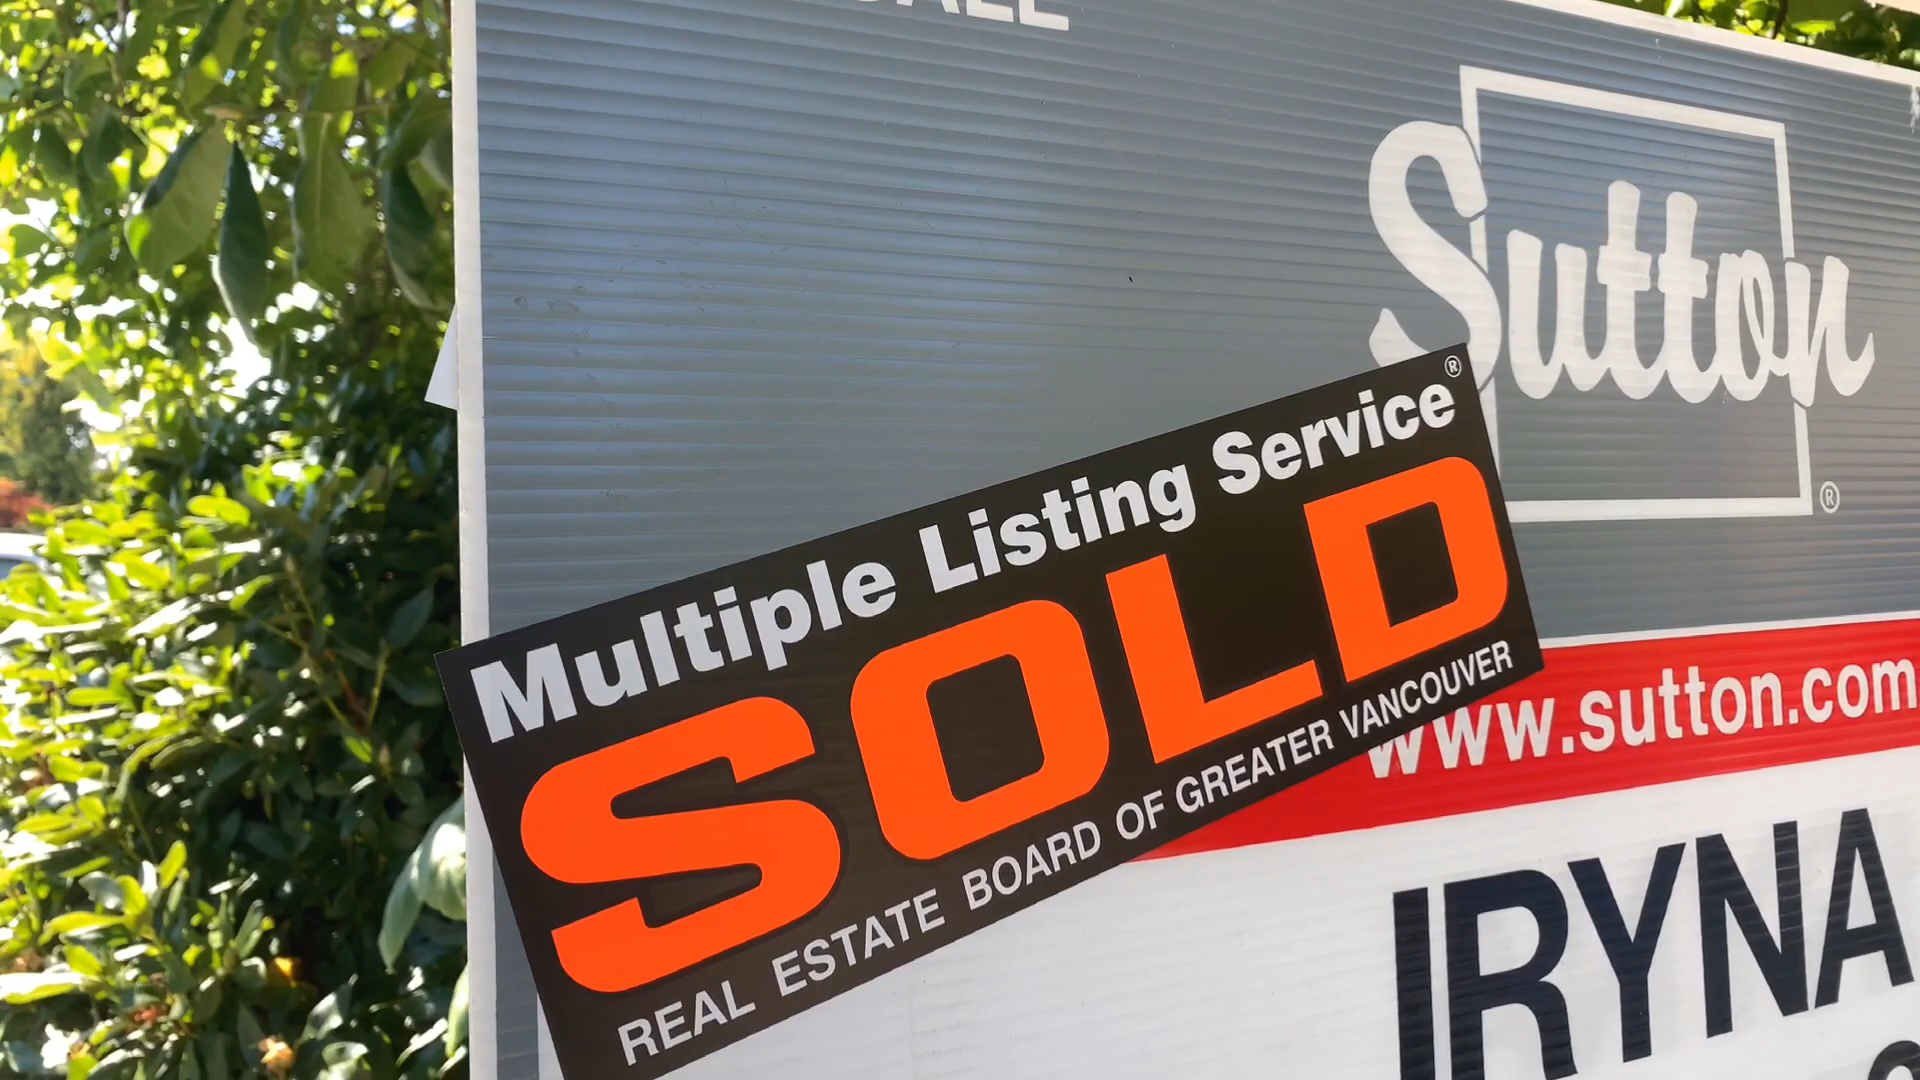 Sutton®
Multiple Listing Service®
SOLD
REAL ESTATE BOARD OF GREATER VANCOUVER
www.sutton.com
IRYNA